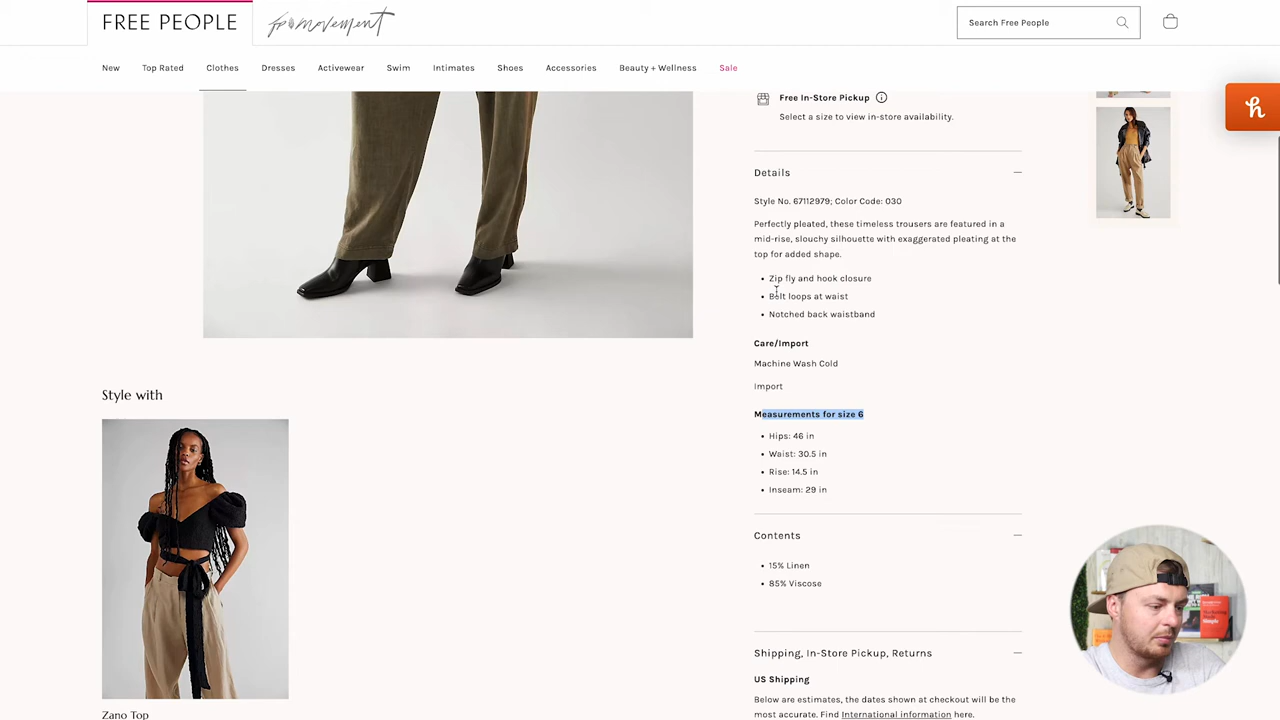 FREE PEOPLE
fp movement
Search Free People
New
Top Rated
Clothes
Dresses
Activewear
Swim
Intimates
Shoes
Accessories
Beauty + Wellness
Sale
Free In-Store Pickup
Select a size to view in-store availability.
Details
Style No. 67112979; Color Code: 030
Perfectly pleated, these timeless trousers are featured in a
mid-rise, slouchy silhouette with exaggerated pleating at the
top for added shape.
Zip fly and hook closure
Belt loops at waist
Notched back waistband
Care/Import
Machine Wash Cold
Import
Measurements for size 6
Hips: 46 in
Waist: 30.5 in
Rise: 14.5 in
Inseam: 29 in
Contents
15% Linen
85% Viscose
Shipping, In-Store Pickup, Returns
US Shipping
Below are estimates, the dates shown at checkout will be the
most accurate. Find International information here.
Style with
Zano Top